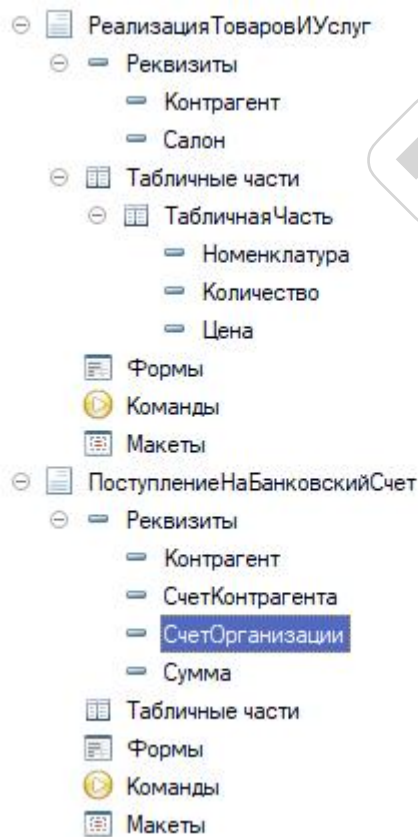 РеализацияТоваровИУслуг
Реквизиты
Контрагент
Салон
Табличные части
ТабличнаяЧасть
Номенклатура
Количество
Цена
Формы
Команды
Макеты
ПоступлениеНаБанковскийСчет
Реквизиты
Контрагент
СчетКонтрагента
СчетОрганизации
Сумма
Табличные части
Формы
Команды
Макеты